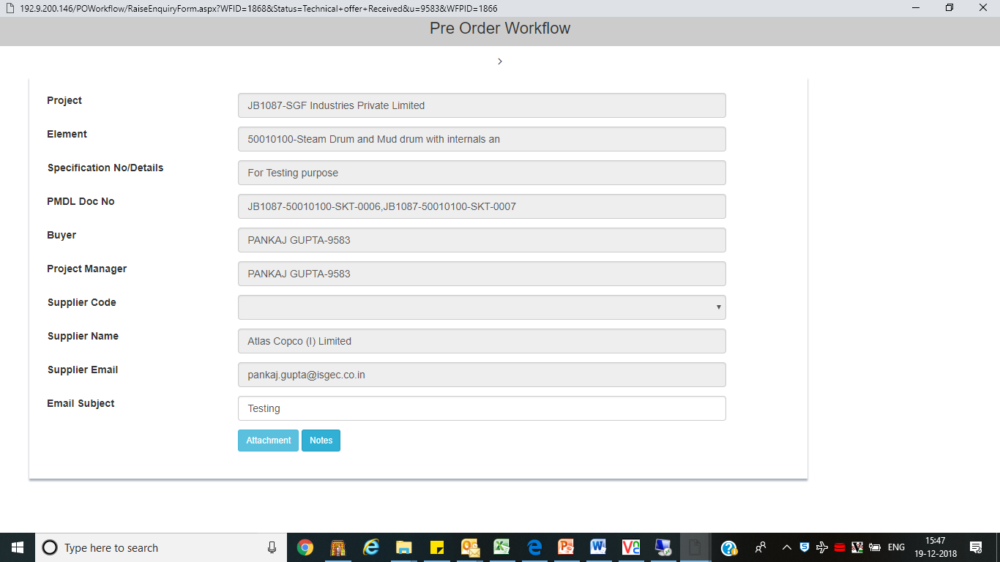 192.9.200.146/POWorkflow/RaiseEnquiryForm.aspx?WFID=1868&Status=Technical+offer+Received&u=9583&WFPID=1866
Pre Order Workflow
>
Project
JB1087-SGF Industries Private Limited
Element
50010100-Steam Drum and Mud drum with internals an
Specification No/Details
For Testing purpose
PMDL Doc No
JB1087-50010100-SKT-0006,JB1087-50010100-SKT-0007
Buyer
PANKAJ GUPTA-9583
Project Manager
PANKAJ GUPTA-9583
Supplier Code
Supplier Name
Atlas Copco (I) Limited
Supplier Email
pankaj.gupta@isgec.co.in
Email Subject
Testing
Attachment Notes
Type here to search
ENG
15:47
19-12-2018